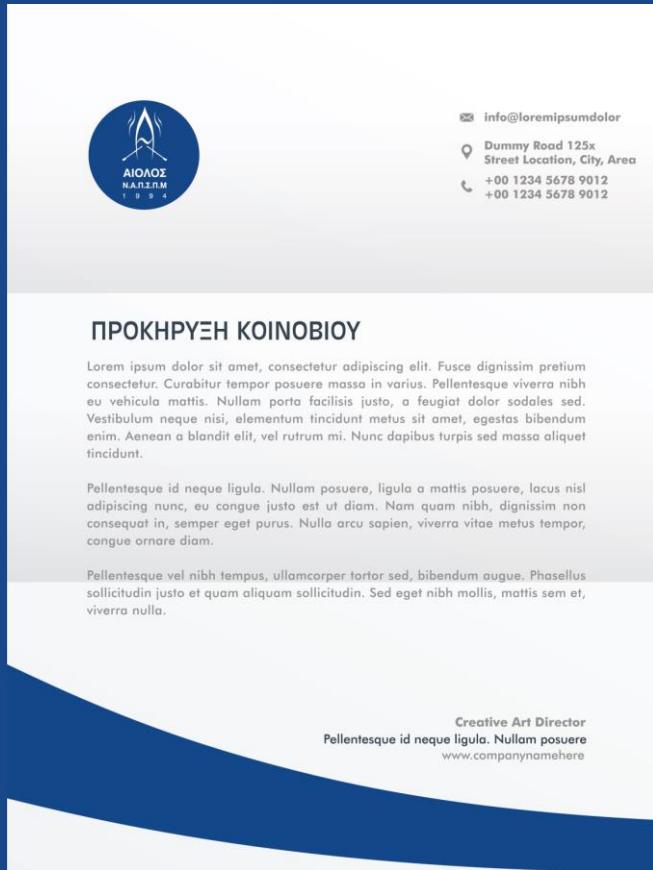 ΑΙΟΛΟΣ
Ν.Α.Π.Σ.Π.Μ
1 9 9 4
info@loremipsumdolor
Dummy Road 125x
Street Location, City, Area
+00 1234 5678 9012
+00 1234 5678 9012
ΠΡΟΚΗΡΥΞΗ ΚΟΙΝΟΒΙΟΥ
Lorem ipsum dolor sit amet, consectetur adipiscing elit. Fusce dignissim pretium
consectetur. Curabitur tempor posuere massa in varius. Pellentesque viverra nibh
eu vehicula mattis. Nullam porta facilisis justo, a feugiat dolor sodales sed.
Vestibulum neque nisi, elementum tincidunt metus sit amet, egestas bibendum
enim. Aenean a blandit elit, vel rutrum mi. Nunc dapibus turpis sed massa aliquet
tincidunt.
Pellentesque id neque ligula. Nullam posuere, ligula a mattis posuere, lacus nisl
adipiscing nunc, eu congue justo est ut diam. Nam quam nibh, dignissim non
consequat in, semper eget purus. Nulla arcu sapien, viverra vitae metus tempor,
congue ornare diam.
Pellentesque vel nibh tempus, ullamcorper tortor sed, bibendum augue. Phasellus
sollicitudin justo et quam aliquam sollicitudin. Sed eget nibh mollis, mattis sem et,
viverra nulla.
Creative Art Director
Pellentesque id neque ligula. Nullam posuere
www.companynamehere